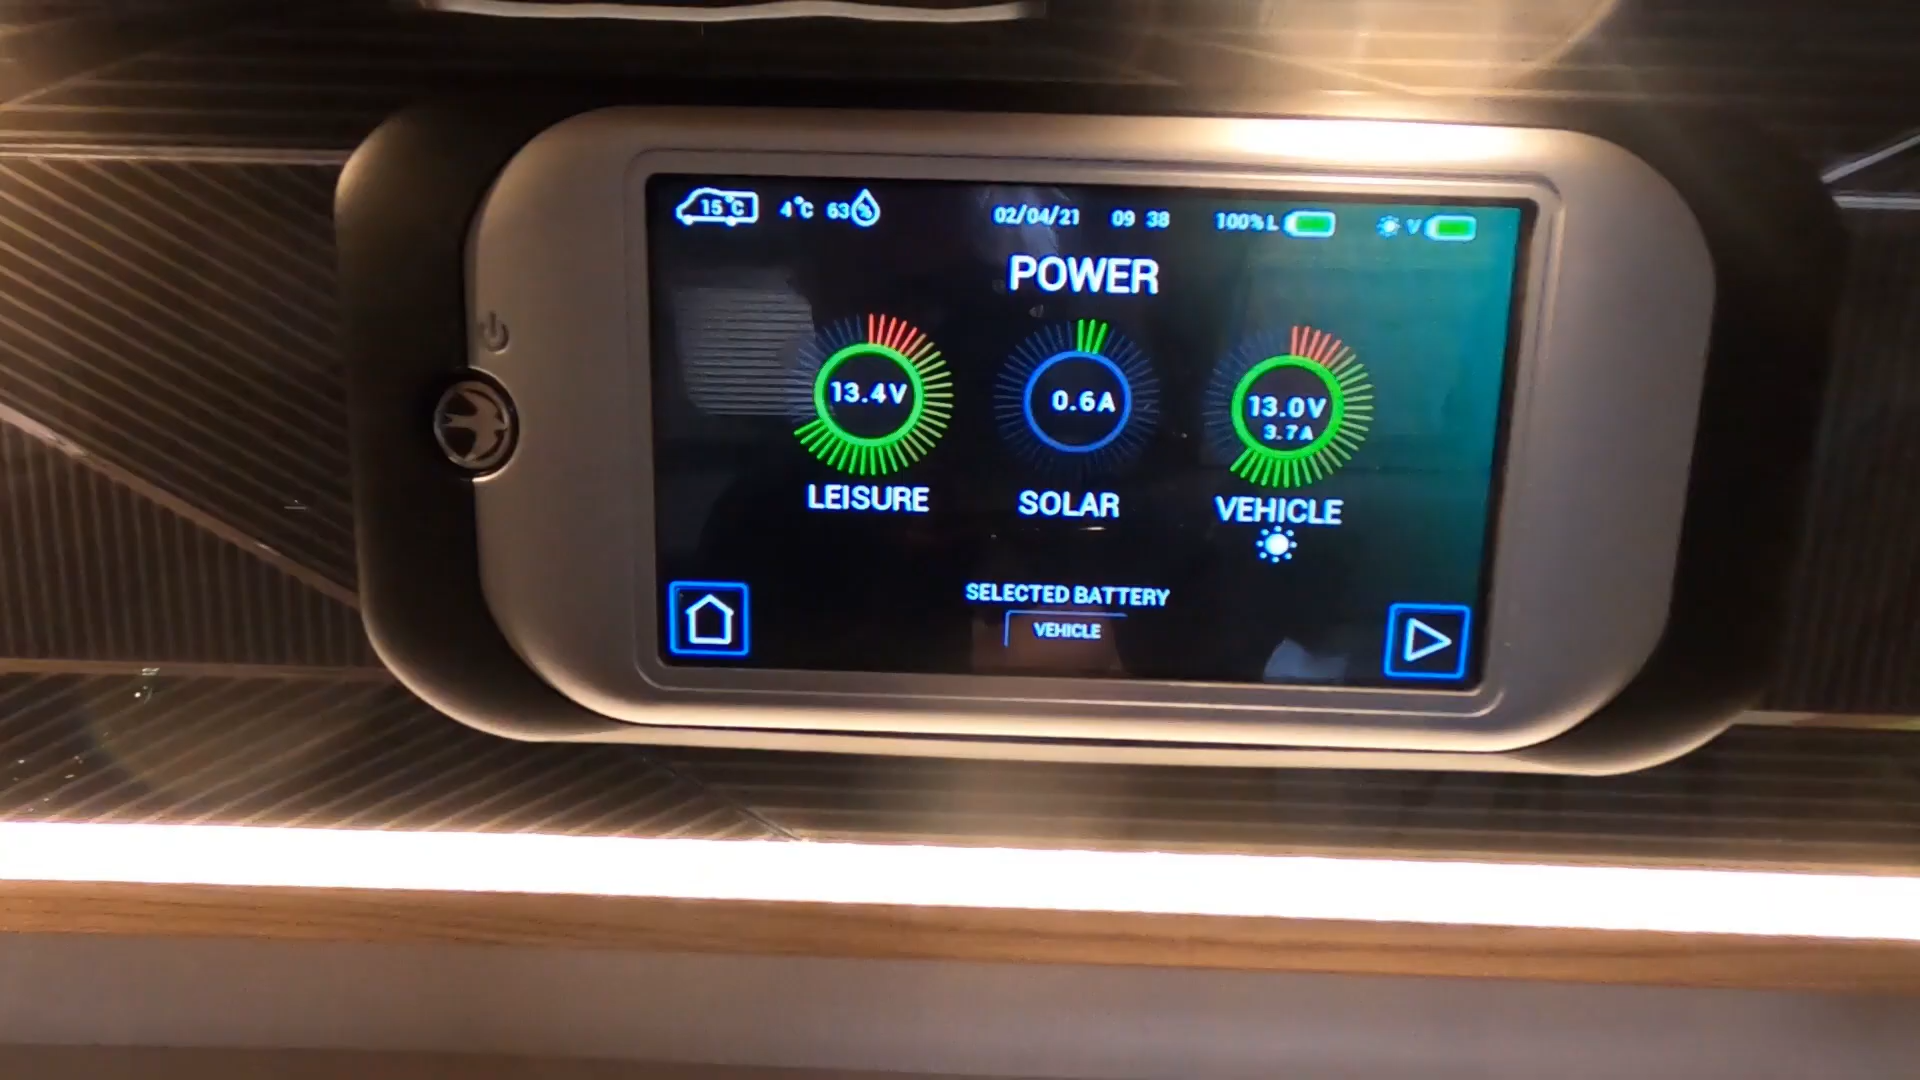 15°C 4°C 63% 02/04/21 09 38 100% L V
POWER
13.4V 0.6A 13.0V
3.7A
LEISURE SOLAR VEHICLE
SELECTED BATTERY
VEHICLE